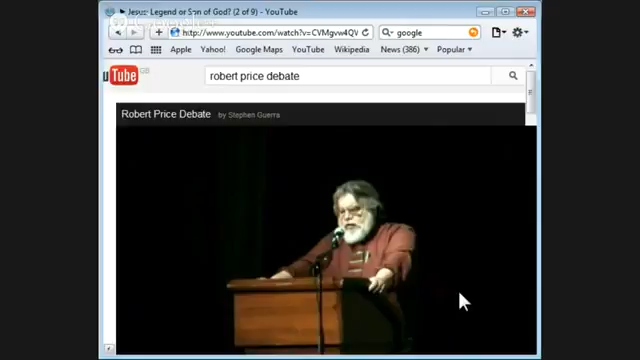 Jesus: Legend or Son of God? (2 of 9) - YouTube
http://www.youtube.com/watch?v=CVMgvw4QV
google
Apple Yahoo! Google Maps YouTube Wikipedia News (386) Popular
Tube GB
robert price debate
Robert Price Debate by Stephen Guerra